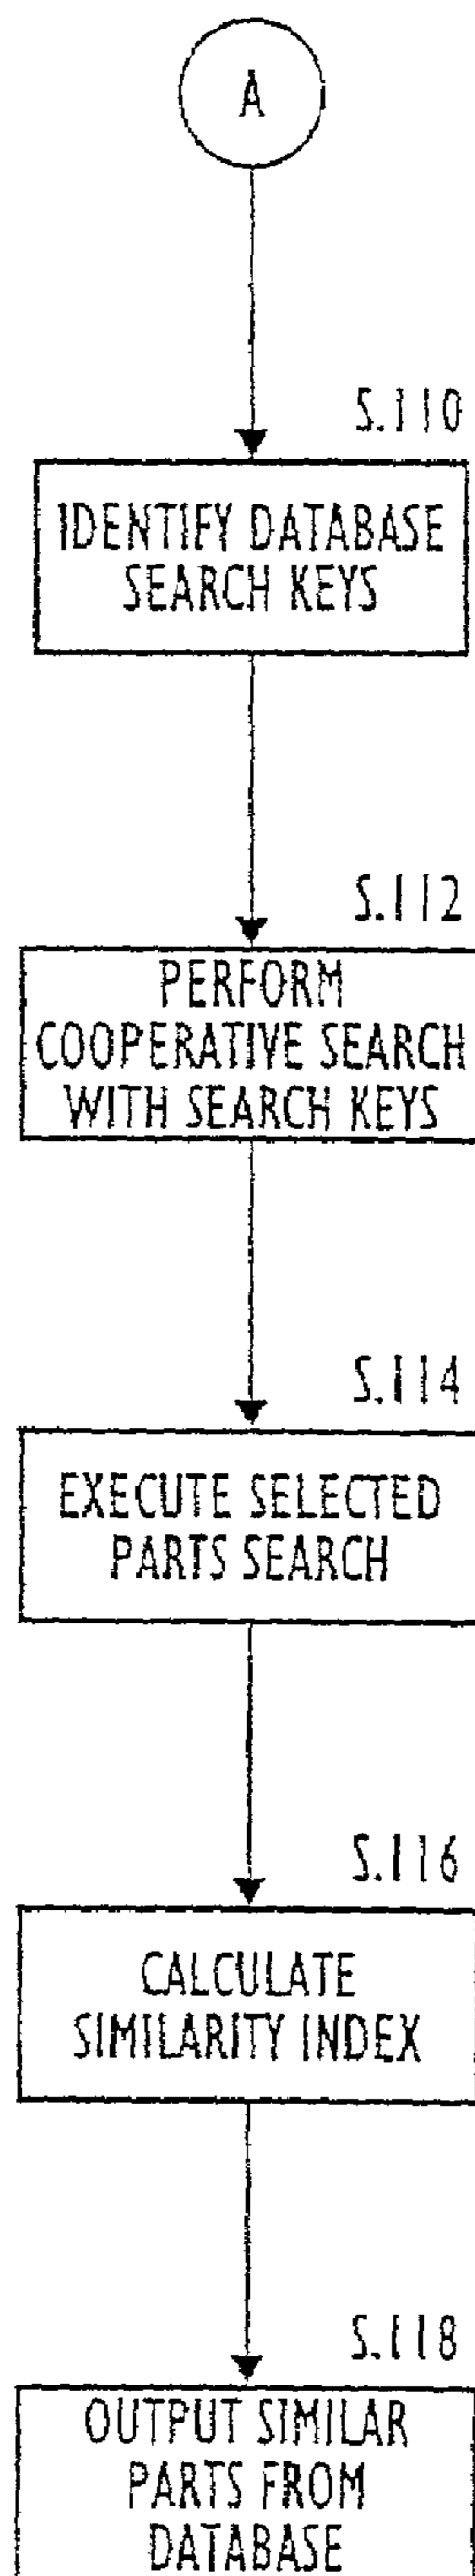 A
S.110
IDENTIFY DATABASE
SEARCH KEYS
S.112
PERFORM
COOPERATIVE SEARCH
WITH SEARCH KEYS
S.114
EXECUTE SELECTED
PARTS SEARCH
S.116
CALCULATE
SIMILARITY INDEX
S.118
OUTPUT SIMILAR
PARTS FROM
DATABASE